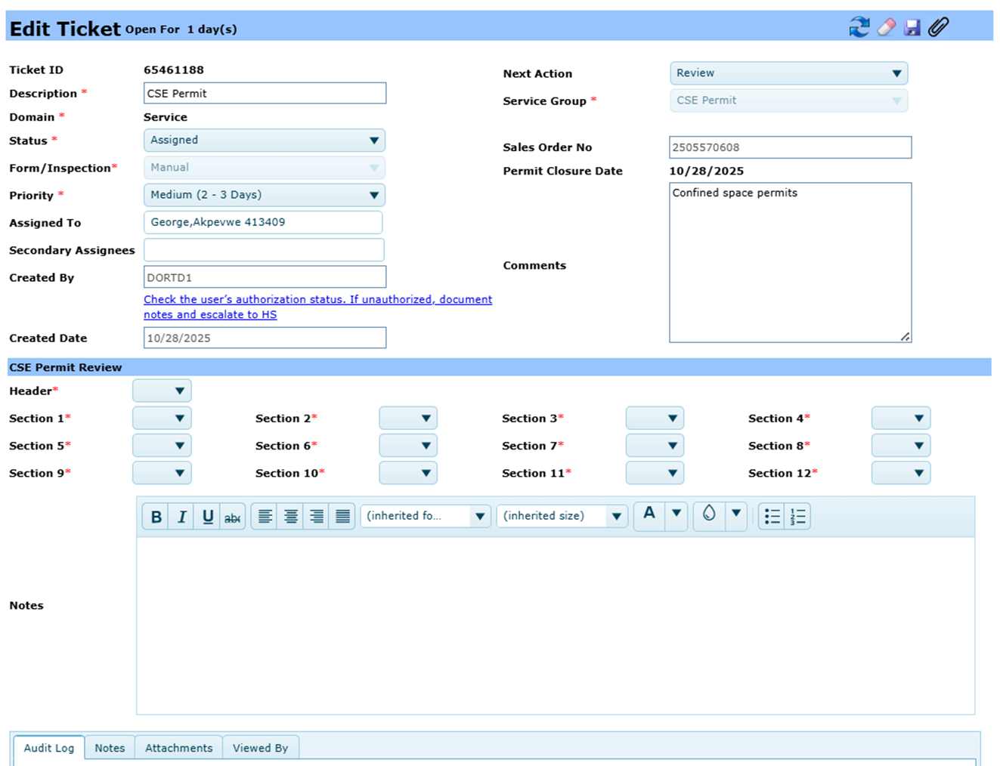 Edit Ticket Open For 1 day(s)
Ticket ID 65461188
Description * CSE Permit
Domain * Service
Status * Assigned
Form/Inspection* Manual
Priority * Medium (2 - 3 Days)
Assigned To George,Akpevwe 413409
Secondary Assignees
Created By DORTD1
Check the user’s authorization status. If unauthorized, document
notes and escalate to HS
Created Date 10/28/2025
Next Action Review
Service Group * CSE Permit
Sales Order No 2505570608
Permit Closure Date 10/28/2025
Comments Confined space permits
CSE Permit Review
Header*
Section 1* Section 2* Section 3* Section 4*
Section 5* Section 6* Section 7* Section 8*
Section 9* Section 10* Section 11* Section 12*
B I U abc (inherited fo... (inherited size) A
Notes
Audit Log Notes Attachments Viewed By